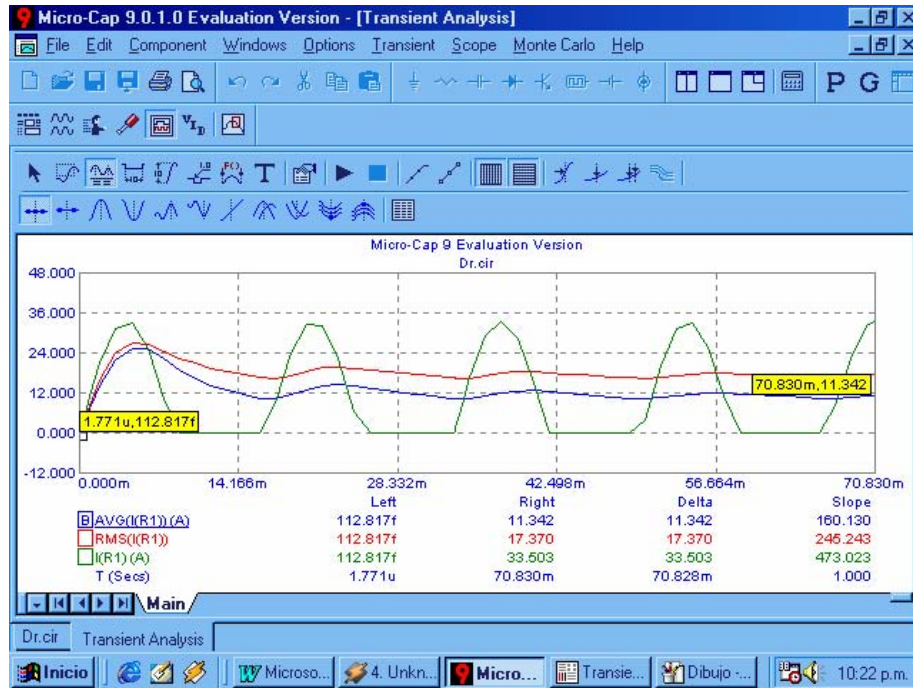 Micro-Cap 9.0.1.0 Evaluation Version - [Transient Analysis]
File Edit Component Windows Options Transient Scope Monte Carlo Help
P G
Micro-Cap 9 Evaluation Version
Dr.cir
48.000
36.000
24.000
12.000
0.000
-12.000
1.771u,112.817f
70.830m,11.342
0.000m 14.166m 28.332m 42.498m 56.664m 70.830m
Left Right Delta Slope
B AVG(I(R1)) (A) 112.817f 11.342 11.342 160.130
RMS(I(R1)) 112.817f 17.370 17.370 245.243
I(R1) (A) 112.817f 33.503 33.503 473.023
T (Secs) 1.771u 70.830m 70.828m 1.000
Main
Dr.cir Transient Analysis
Inicio Microso... 4. Unkn... Micro... Transie... Dibujo -... 10:22 p.m.